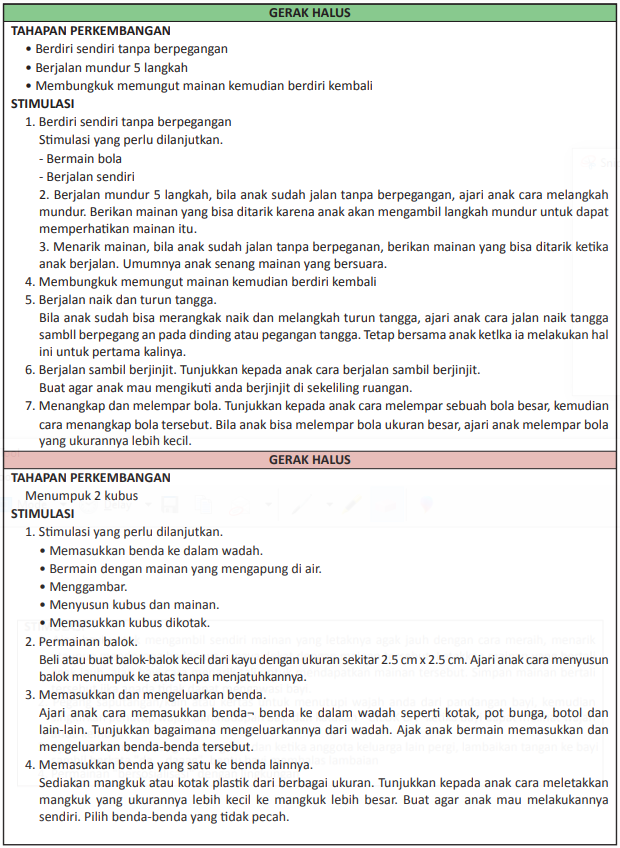 GERAK HALUS
TAHAPAN PERKEMBANGAN
• Berdiri sendiri tanpa berpegangan
• Berjalan mundur 5 langkah
• Membungkuk memungut mainan kemudian berdiri kembali
STIMULASI
1. Berdiri sendiri tanpa berpegangan
Stimulasi yang perlu dilanjutkan.
- Bermain bola
- Berjalan sendiri
2. Berjalan mundur 5 langkah, bila anak sudah jalan tanpa berpegangan, ajari anak cara melangkah
mundur. Berikan mainan yang bisa ditarik karena anak akan mengambil langkah mundur untuk dapat
memperhatikan mainan itu.
3. Menarik mainan, bila anak sudah jalan tanpa berpeganan, berikan mainan yang bisa ditarik ketika
anak berjalan. Umumnya anak senang mainan yang bersuara.
4. Membungkuk memungut mainan kemudian berdiri kembali
5. Berjalan naik dan turun tangga.
Bila anak sudah bisa merangkak naik dan melangkah turun tangga, ajari anak cara jalan naik tangga
sambll berpegang an pada dinding atau pegangan tangga. Tetap bersama anak ketlka ia melakukan hal
ini untuk pertama kalinya.
6. Berjalan sambil berjinjit. Tunjukkan kepada anak cara berjalan sambil berjinjit.
Buat agar anak mau mengikuti anda berjinjit di sekeliling ruangan.
7. Menangkap dan melempar bola. Tunjukkan kepada anak cara melempar sebuah bola besar, kemudian
cara menangkap bola tersebut. Bila anak bisa melempar bola ukuran besar, ajari anak melempar bola
yang ukurannya lebih kecil.
GERAK HALUS
TAHAPAN PERKEMBANGAN
Menumpuk 2 kubus
STIMULASI
1. Stimulasi yang perlu dilanjutkan.
• Memasukkan benda ke dalam wadah.
• Bermain dengan mainan yang mengapung di air.
• Menggambar.
• Menyusun kubus dan mainan.
• Memasukkan kubus dikotak.
2. Permainan balok.
Beli atau buat balok-balok kecil dari kayu dengan ukuran sekitar 2.5 cm x 2.5 cm. Ajari anak cara menyusun
balok menumpuk ke atas tanpa menjatuhkannya.
3. Memasukkan dan mengeluarkan benda.
Ajari anak cara memasukkan benda¬ benda ke dalam wadah seperti kotak, pot bunga, botol dan
lain-lain. Tunjukkan bagaimana mengeluarkannya dari wadah. Ajak anak bermain memasukkan dan
mengeluarkan benda-benda tersebut.
4. Memasukkan benda yang satu ke benda lainnya.
Sediakan mangkuk atau kotak plastik dari berbagai ukuran. Tunjukkan kepada anak cara meletakkan
mangkuk yang ukurannya lebih kecil ke mangkuk lebih besar. Buat agar anak mau melakukannya
sendiri. Pilih benda-benda yang tidak pecah.